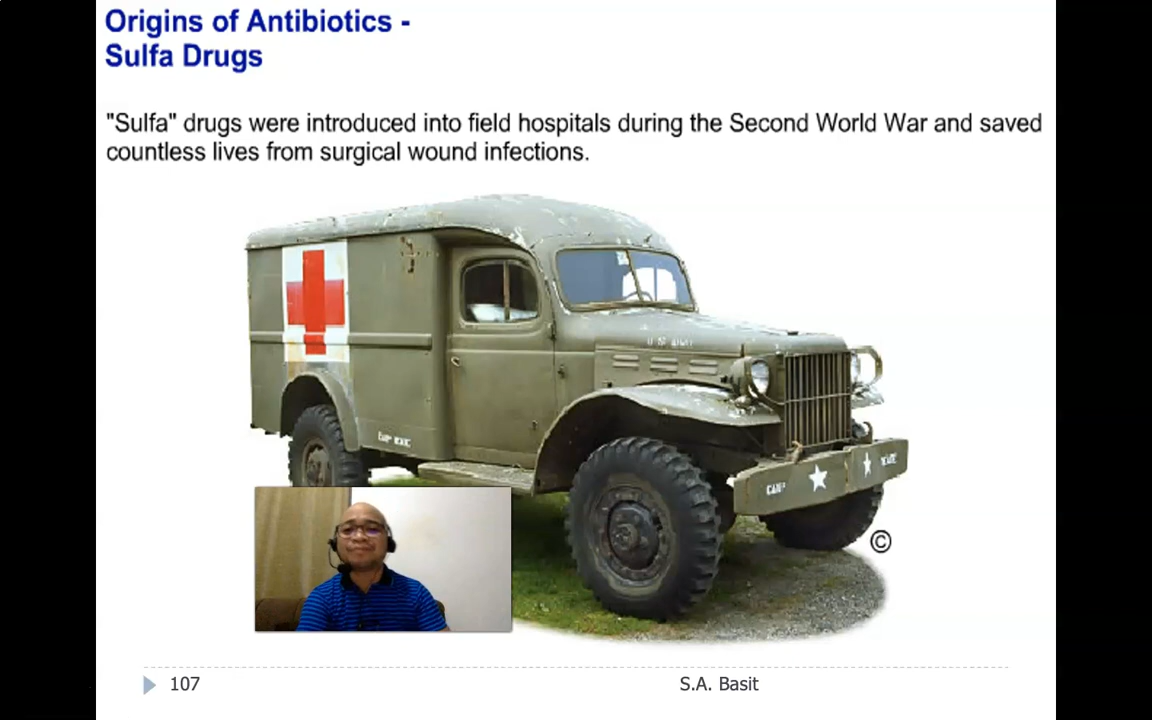 Origins of Antibiotics -
Sulfa Drugs
"Sulfa" drugs were introduced into field hospitals during the Second World War and saved
countless lives from surgical wound infections.
©
107
S.A. Basit